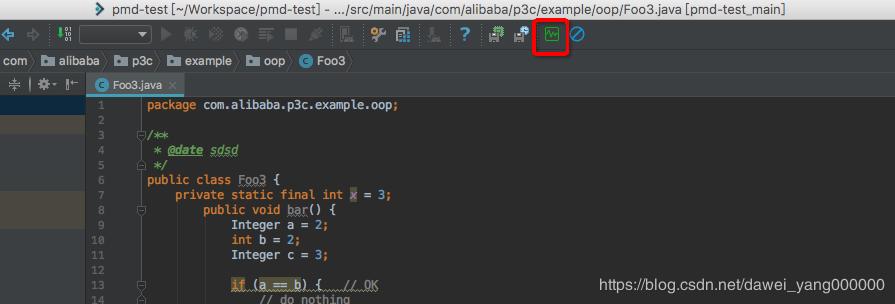 pmd-test [~/Workspace/pmd-test] - .../src/main/java/com/alibaba/p3c/example/oop/Foo3.java [pmd-test_main]
com alibaba p3c example oop Foo3
Foo3.java
1 package com.alibaba.p3c.example.oop;
2
3 /**
4 * @date sdsd
5 */
6 public class Foo3 {
7 private static final int x = 3;
8 public void bar() {
9 Integer a = 2;
10 int b = 2;
11 Integer c = 3;
12
13 if (a == b) { // OK
14 // do nothing
https://blog.csdn.net/dawei_yang000000